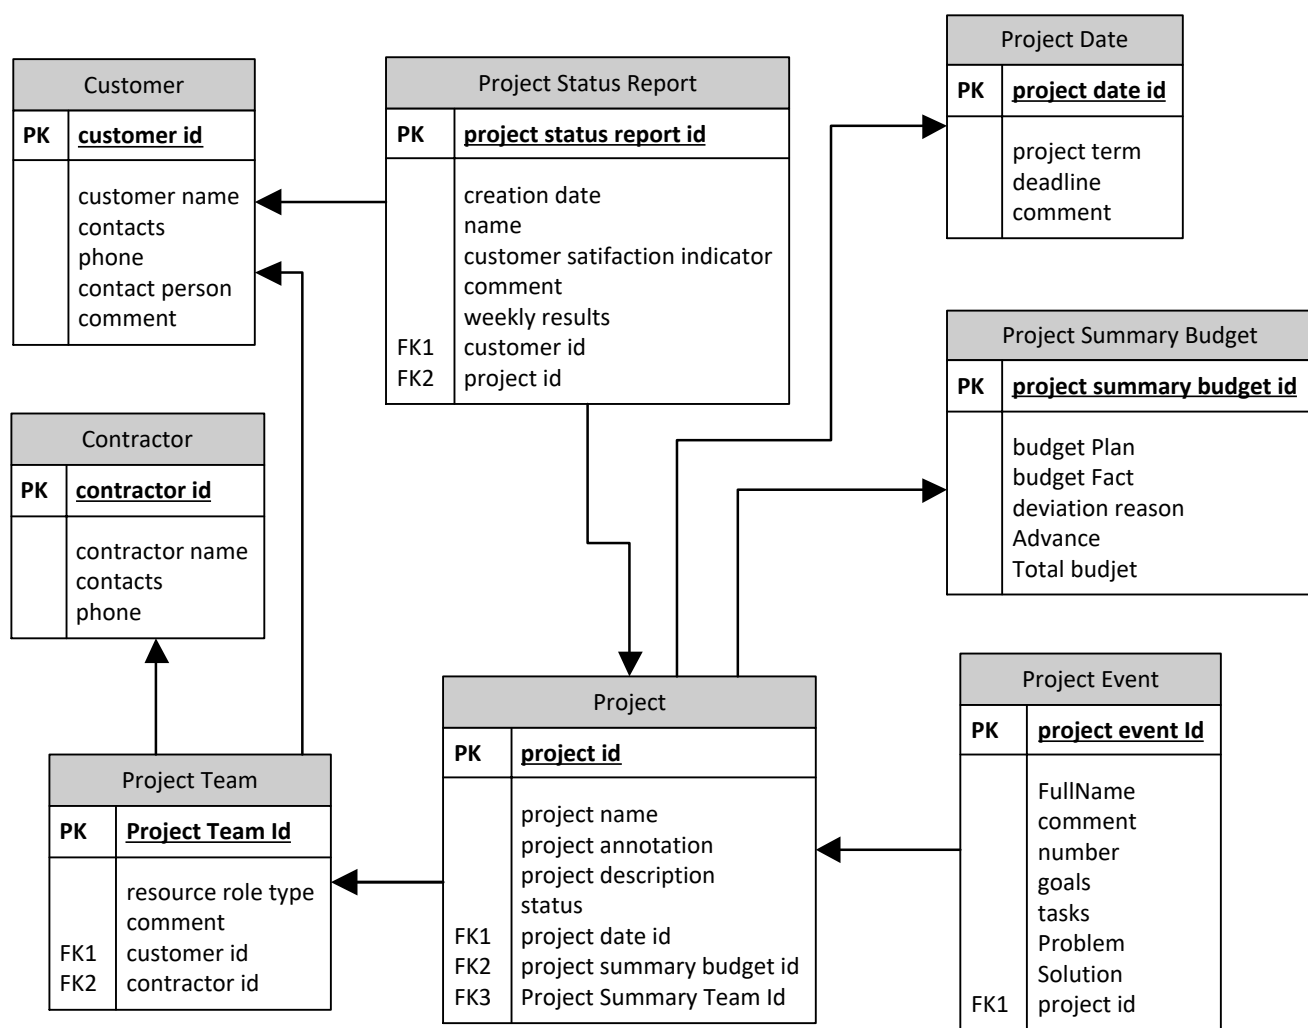 Customer
PK customer id
customer name
contacts
phone
contact person
comment
Project Status Report
PK project status report id
creation date
name
customer satifaction indicator
comment
weekly results
FK1 customer id
FK2 project id
Project Date
PK project date id
project term
deadline
comment
Project Summary Budget
PK project summary budget id
budget Plan
budget Fact
deviation reason
Advance
Total budjet
Contractor
PK contractor id
contractor name
contacts
phone
Project Team
PK Project Team Id
resource role type
comment
FK1 customer id
FK2 contractor id
Project
PK project id
project name
project annotation
project description
status
FK1 project date id
FK2 project summary budget id
FK3 Project Summary Team Id
Project Event
PK project event Id
FullName
comment
number
goals
tasks
Problem
Solution
FK1 project id